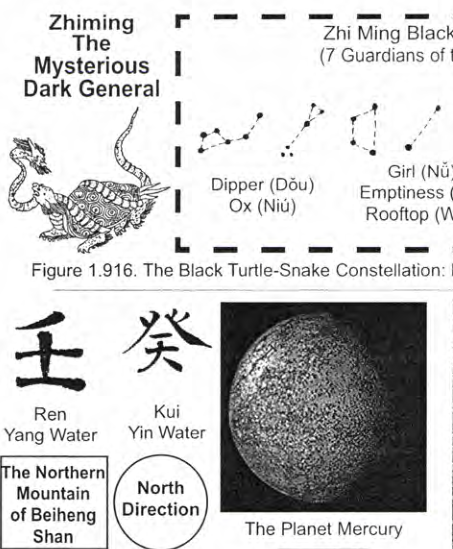 Zhiming
The
Mysterious
Dark General
Zhi Ming Black
(7 Guardians of
Dipper (Dǒu)
Ox (Niú)
Girl (Nǚ)
Emptiness (
Rooftop (W
Figure 1.916. The Black Turtle-Snake Constellation:
壬
Ren
Yang Water
癸
Kui
Yin Water
The Northern
Mountain
of Beiheng
Shan
North
Direction
The Planet Mercury